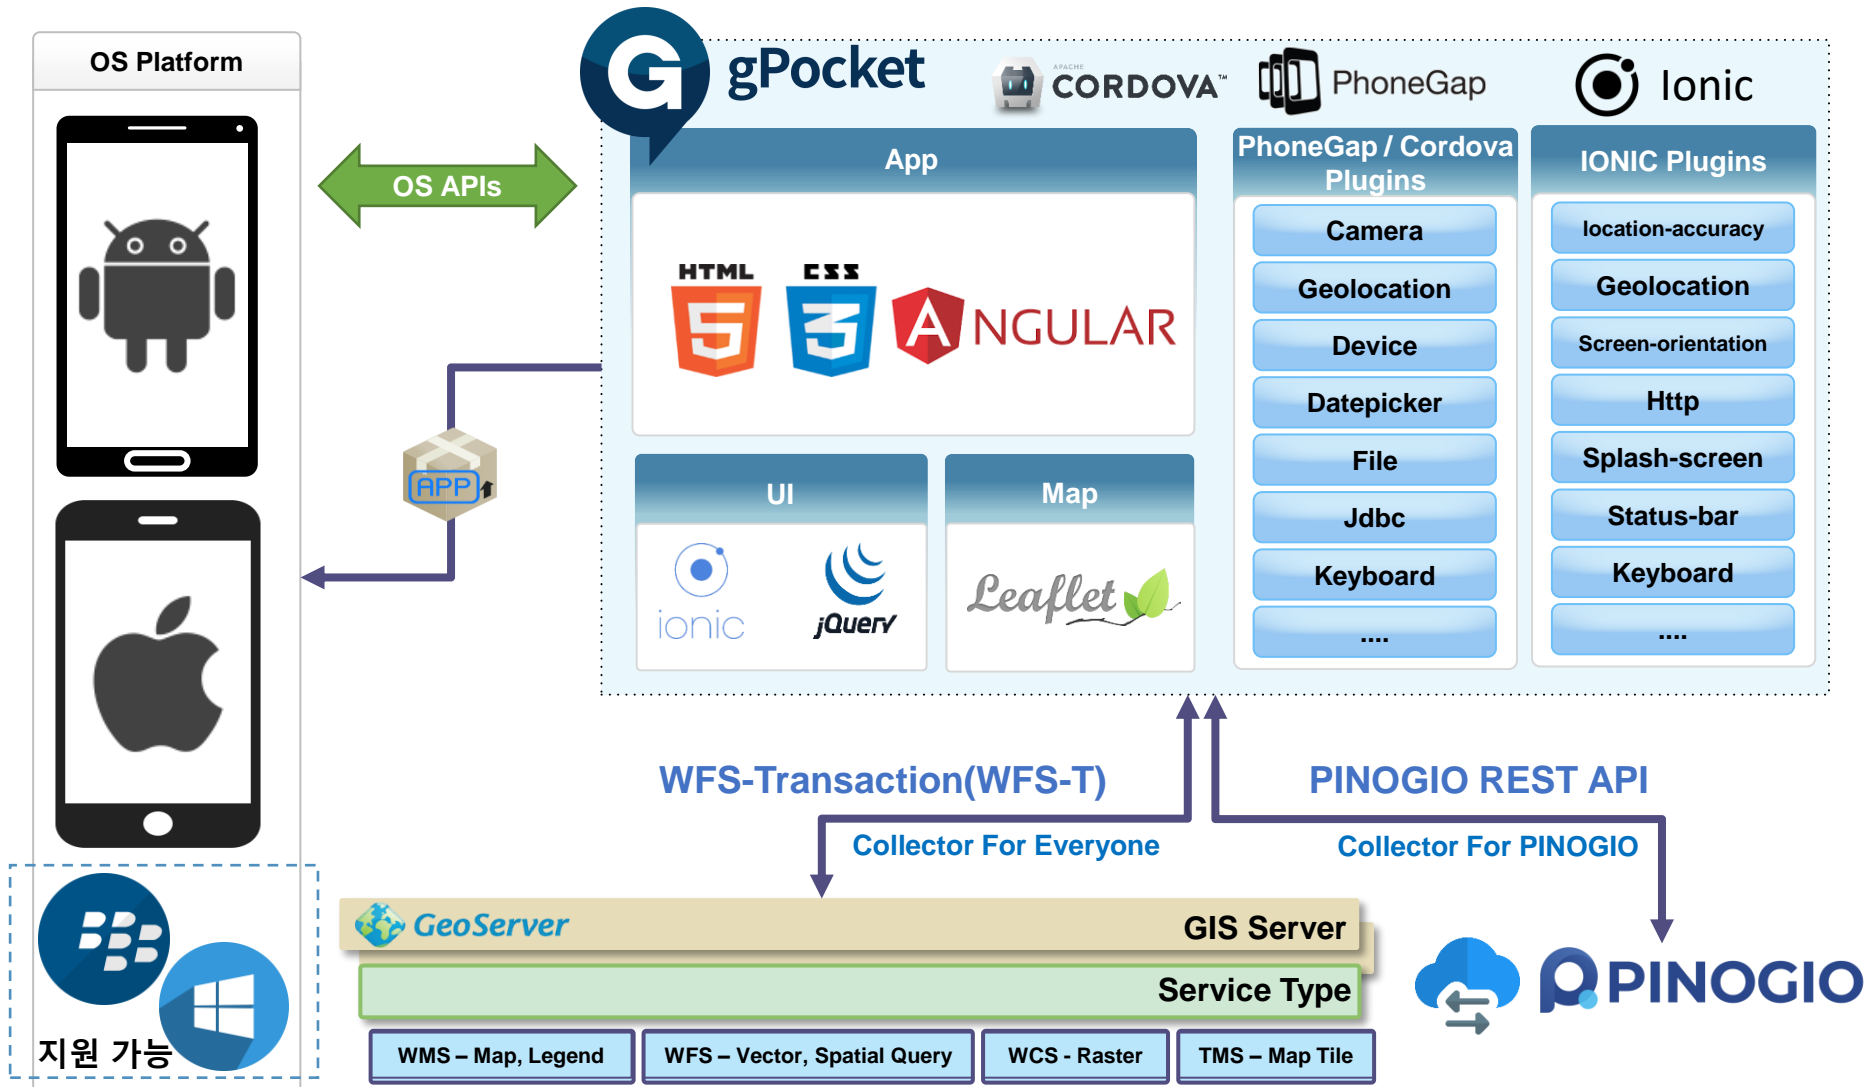 OS Platform
지원 가능
OS APIs
APP
G gPocket
APACHE
CORDOVA™
PhoneGap
Ionic
App
HTML
5
CSS
3
ANGULAR
UI
ionic
jQuery
Map
Leaflet
PhoneGap / Cordova
Plugins
Camera
Geolocation
Device
Datepicker
File
Jdbc
Keyboard
....
IONIC Plugins
location-accuracy
Geolocation
Screen-orientation
Http
Splash-screen
Status-bar
Keyboard
....
WFS-Transaction(WFS-T)
Collector For Everyone
PINOGIO REST API
Collector For PINOGIO
GeoServer
GIS Server
Service Type
WMS – Map, Legend
WFS – Vector, Spatial Query
WCS - Raster
TMS – Map Tile
PINOGIO